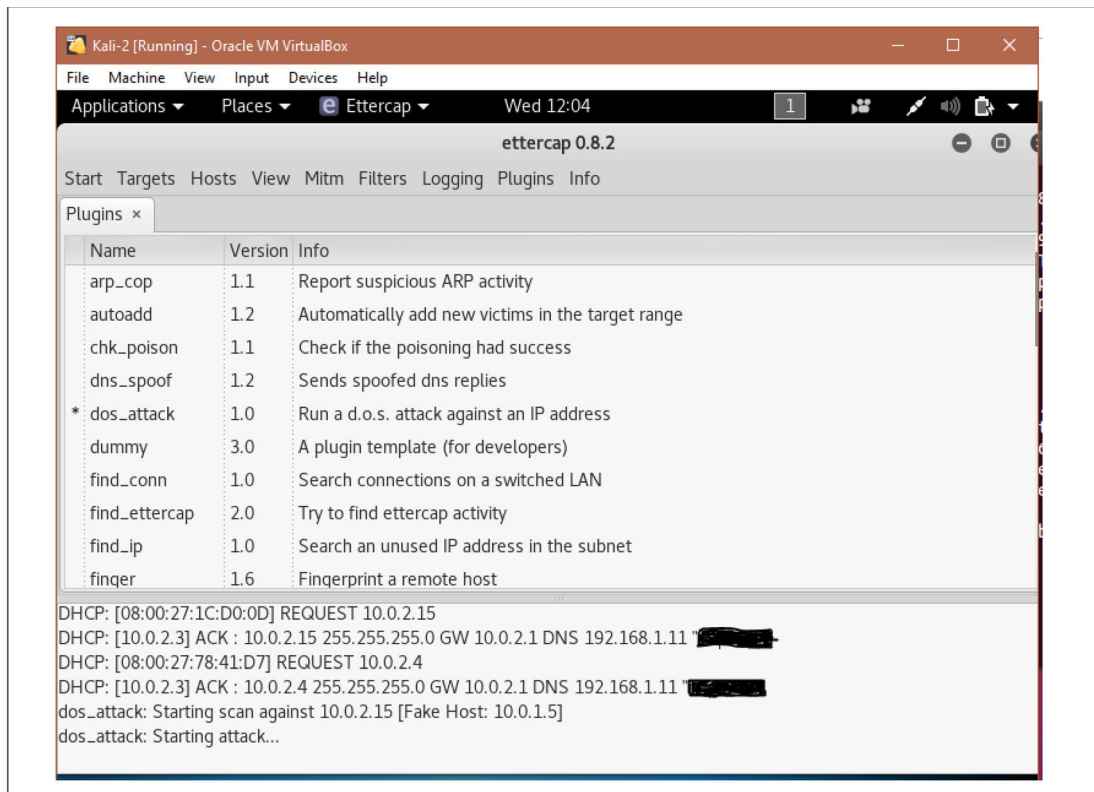 Kali-2 [Running] - Oracle VM VirtualBox
File Machine View Input Devices Help
Applications Places Ettercap Wed 12:04 1
ettercap 0.8.2
Start Targets Hosts View Mitm Filters Logging Plugins Info
Plugins ×
Name Version Info
arp_cop 1.1 Report suspicious ARP activity
autoadd 1.2 Automatically add new victims in the target range
chk_poison 1.1 Check if the poisoning had success
dns_spoof 1.2 Sends spoofed dns replies
* dos_attack 1.0 Run a d.o.s. attack against an IP address
dummy 3.0 A plugin template (for developers)
find_conn 1.0 Search connections on a switched LAN
find_ettercap 2.0 Try to find ettercap activity
find_ip 1.0 Search an unused IP address in the subnet
finger 1.6 Fingerprint a remote host
DHCP: [08:00:27:1C:D0:0D] REQUEST 10.0.2.15
DHCP: [10.0.2.3] ACK : 10.0.2.15 255.255.255.0 GW 10.0.2.1 DNS 192.168.1.11 "
DHCP: [08:00:27:78:41:D7] REQUEST 10.0.2.4
DHCP: [10.0.2.3] ACK : 10.0.2.4 255.255.255.0 GW 10.0.2.1 DNS 192.168.1.11 "
dos_attack: Starting scan against 10.0.2.15 [Fake Host: 10.0.1.5]
dos_attack: Starting attack...